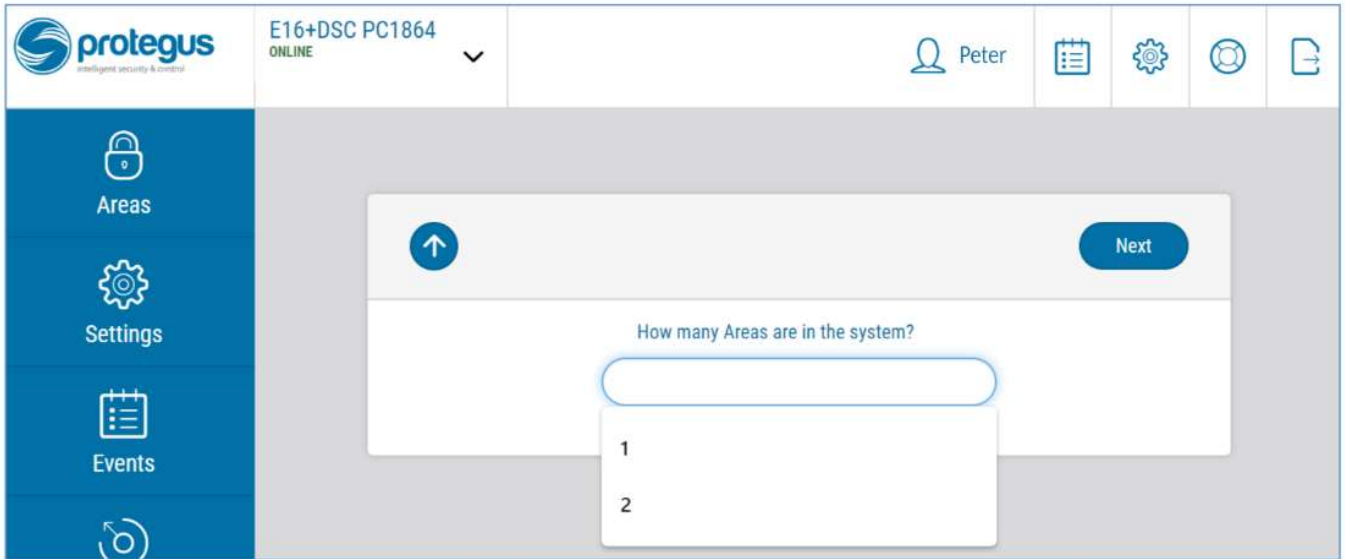 protegus
intelligent security & control
E16+DSC PC1864
ONLINE
Peter
Areas
Settings
Events
Next
How many Areas are in the system?
1
2